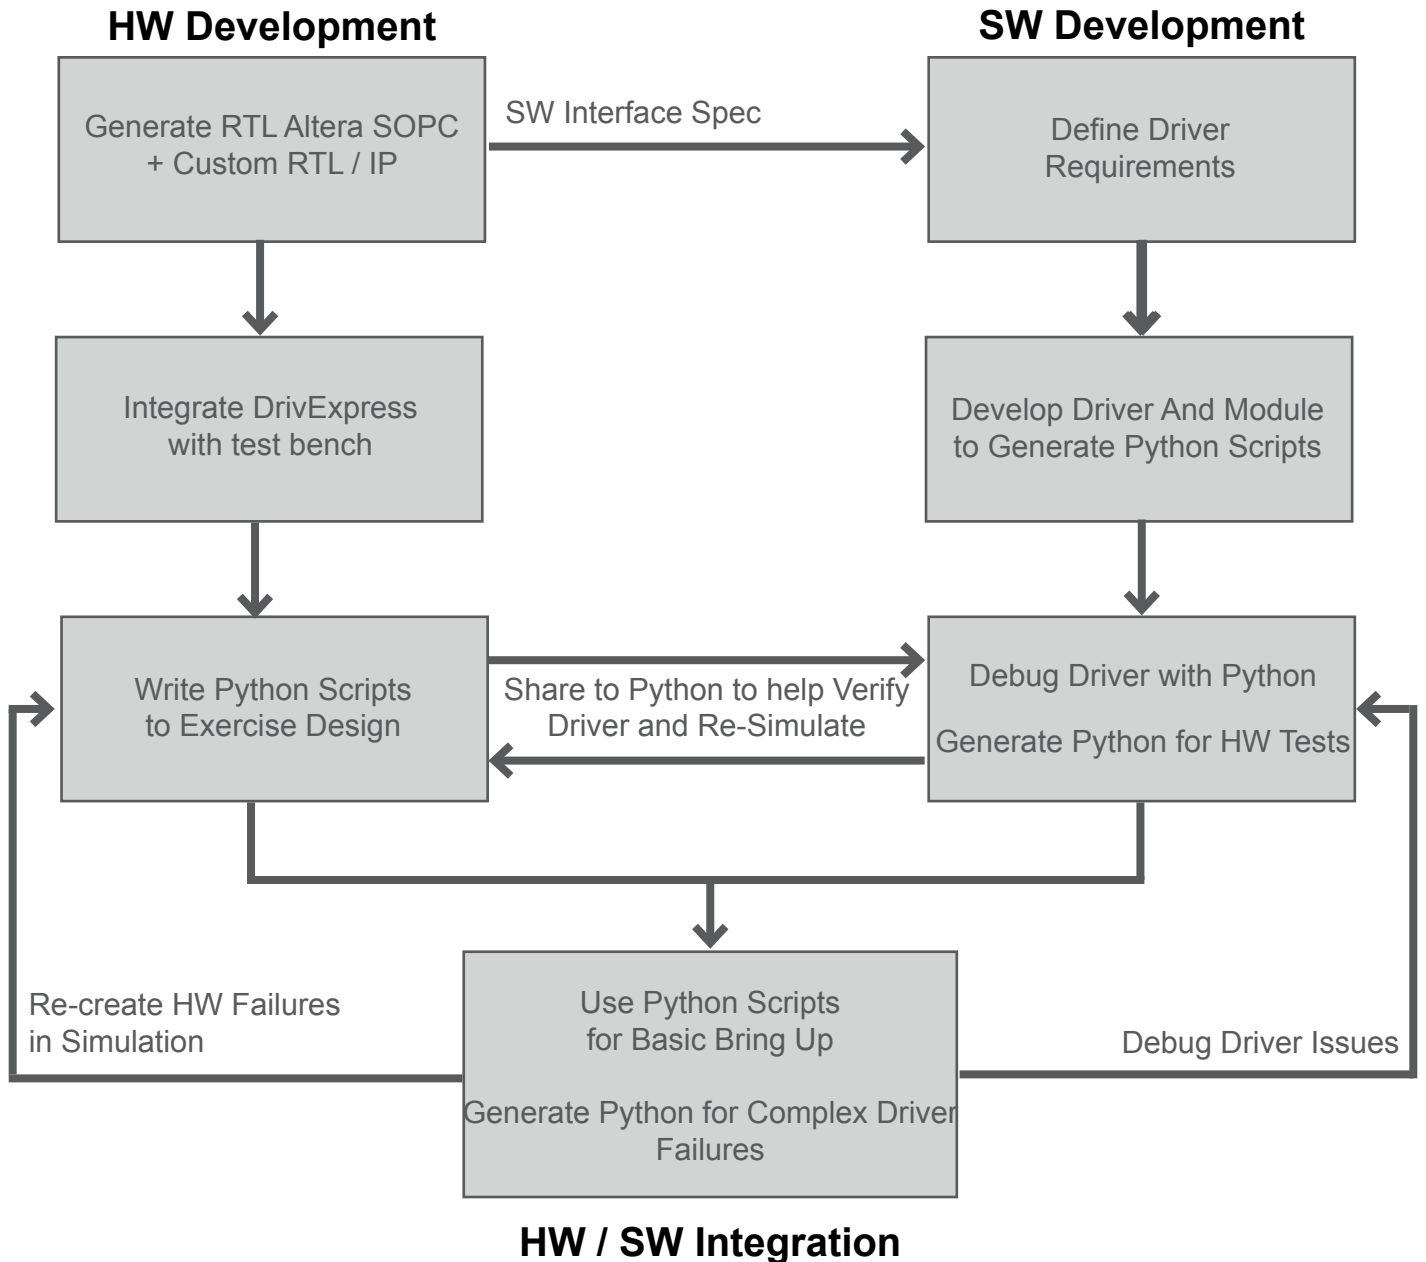 HW Development
SW Development
Generate RTL Altera SOPC
+ Custom RTL / IP
SW Interface Spec
Define Driver
Requirements
Integrate DrivExpress
with test bench
Develop Driver And Module
to Generate Python Scripts
Write Python Scripts
to Exercise Design
Share to Python to help Verify
Driver and Re-Simulate
Debug Driver with Python
Generate Python for HW Tests
Re-create HW Failures
in Simulation
Use Python Scripts
for Basic Bring Up
Generate Python for Complex Driver
Failures
Debug Driver Issues
HW / SW Integration